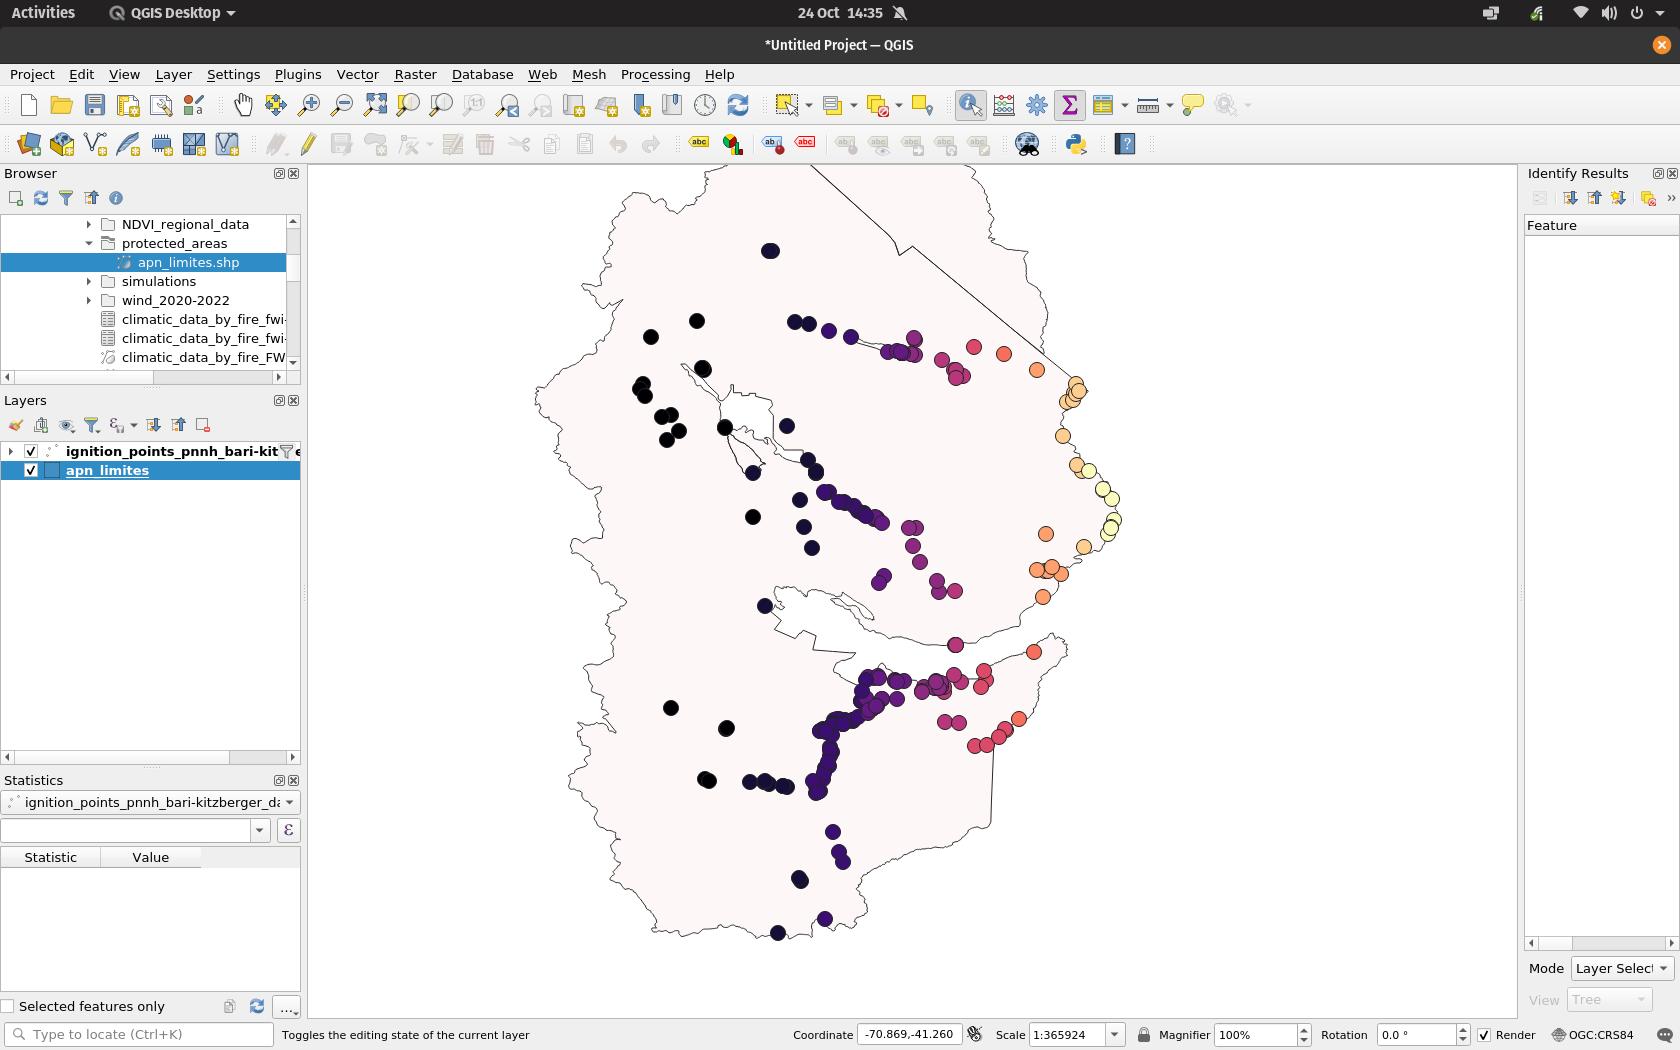 Activities
QGIS Desktop
24 Oct 14:35
*Untitled Project — QGIS
Project Edit View Layer Settings Plugins Vector Raster Database Web Mesh Processing Help
Browser
NDVI_regional_data
protected_areas
apn_limites.shp
simulations
wind_2020-2022
climatic_data_by_fire_fwi-
climatic_data_by_fire_fwi-
climatic_data_by_fire_FW
Layers
ignition_points_pnnh_bari-kit
apn_limites
Statistics
ignition_points_pnnh_bari-kitzberger_da
Statistic Value
Selected features only
Identify Results
Feature
Mode Layer Select
View Tree
Type to locate (Ctrl+K)
Toggles the editing state of the current layer
Coordinate -70.869,-41.260
Scale 1:365924
Magnifier 100%
Rotation 0.0 °
Render
OGC:CRS84